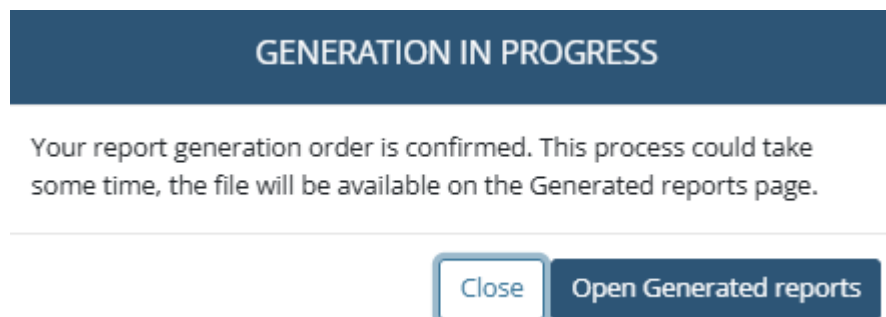 GENERATION IN PROGRESS
Your report generation order is confirmed. This process could take
some time, the file will be available on the Generated reports page.
Close
Open Generated reports